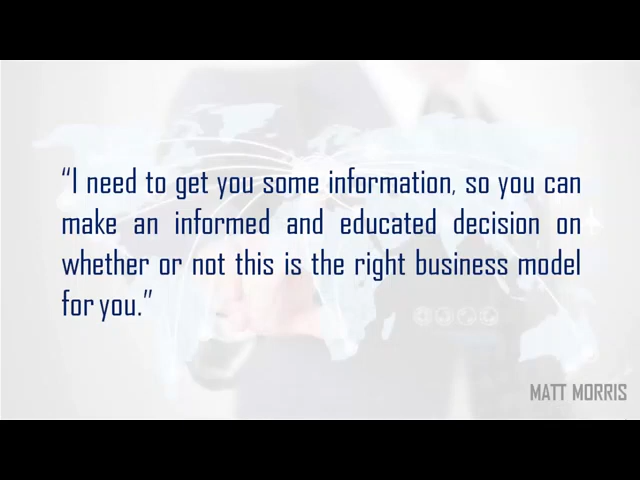 “I need to get you some information, so you can
make an informed and educated decision on
whether or not this is the right business model
for you.”
MATT MORRIS